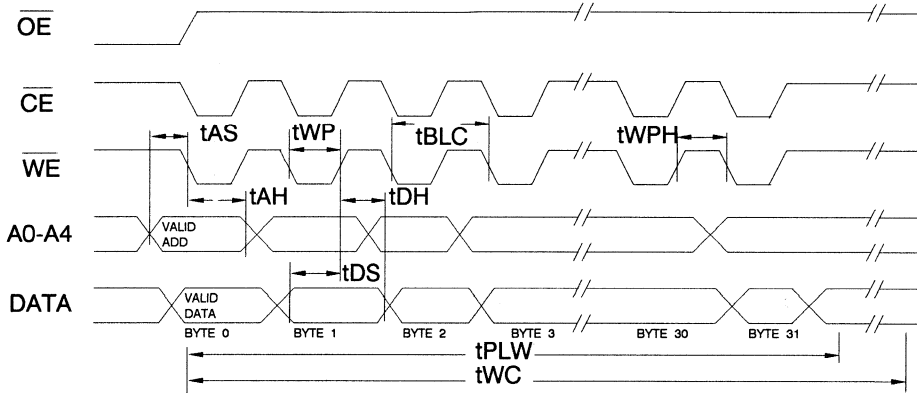 OE
CE
tAS
tWP
tBLC
tWPH
WE
tAH
tDH
A0-A4
VALID
ADD
tDS
DATA
VALID
DATA
BYTE 0
BYTE 1
BYTE 2
BYTE 3
BYTE 30
BYTE 31
tPLW
tWC